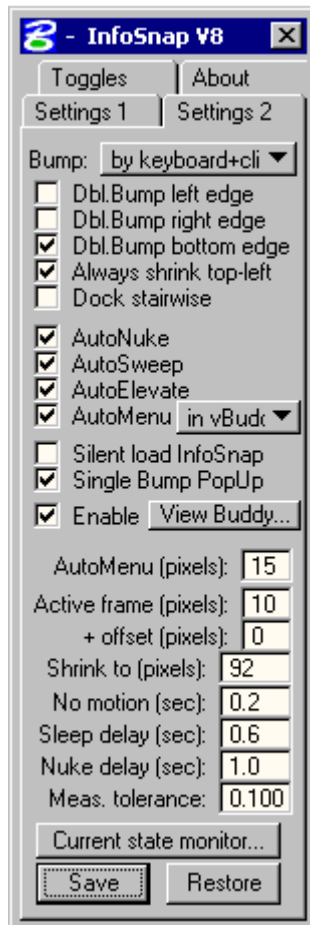 - InfoSnap V8
Toggles About
Settings 1 Settings 2
Bump: by keyboard+cli
Dbl.Bump left edge
Dbl.Bump right edge
Dbl.Bump bottom edge
Always shrink top-left
Dock stairwise
AutoNuke
AutoSweep
AutoElevate
AutoMenu in vBudc
Silent load InfoSnap
Single Bump PopUp
Enable View Buddy...
AutoMenu (pixels): 15
Active frame (pixels): 10
+ offset (pixels): 0
Shrink to (pixels): 92
No motion (sec): 0.2
Sleep delay (sec): 0.6
Nuke delay (sec): 1.0
Meas. tolerance: 0.100
Current state monitor...
Save Restore